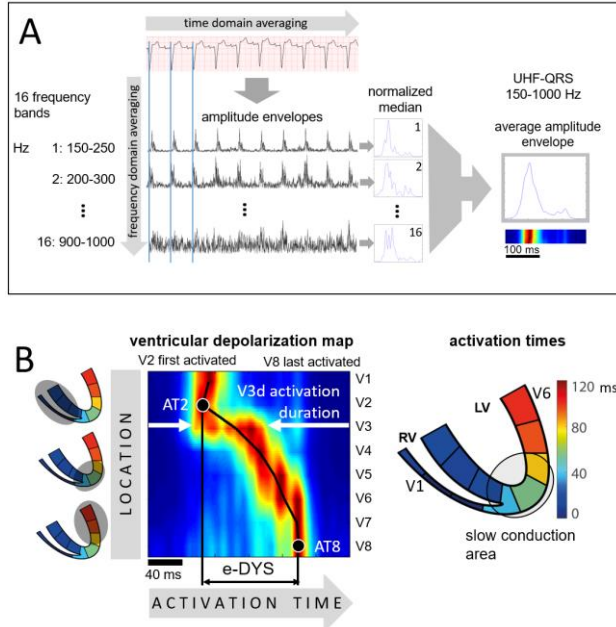 A
time domain averaging
16 frequency bands
Hz
frequency domain averaging
amplitude envelopes
normalized median
1: 150-250
2: 200-300
16: 900-1000
1
2
16
UHF-QRS
150-1000 Hz
average amplitude envelope
100 ms
B
ventricular depolarization map
V2 first activated
V8 last activated
LOCATION
AT2
V3d activation duration
AT8
V1
V2
V3
V4
V5
V6
V7
V8
40 ms
e-DYS
ACTIVATION TIME
activation times
RV
LV
V1
V6
120 ms
100
80
60
40
20
0
slow conduction area